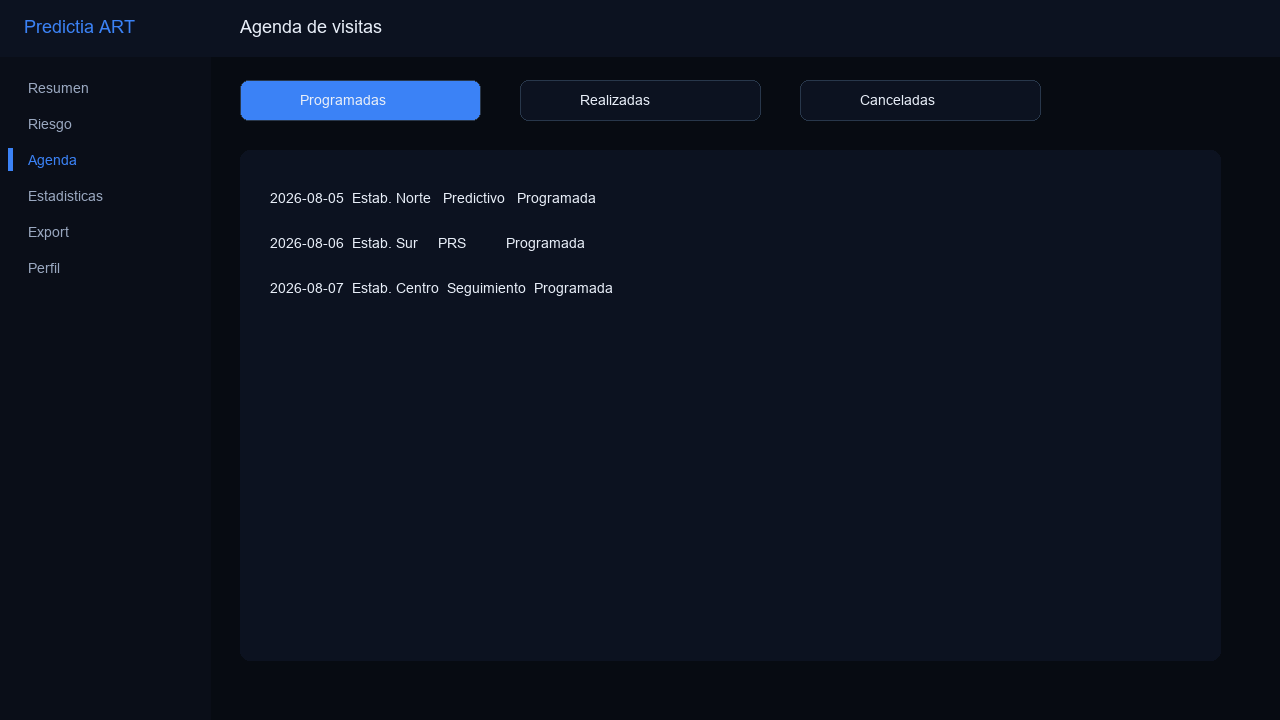 Predictia ART
Agenda de visitas
Resumen
Riesgo
Agenda
Estadisticas
Export
Perfil
Programadas
Realizadas
Canceladas
2026-08-05 Estab. Norte Predictivo Programada
2026-08-06 Estab. Sur PRS Programada
2026-08-07 Estab. Centro Seguimiento Programada